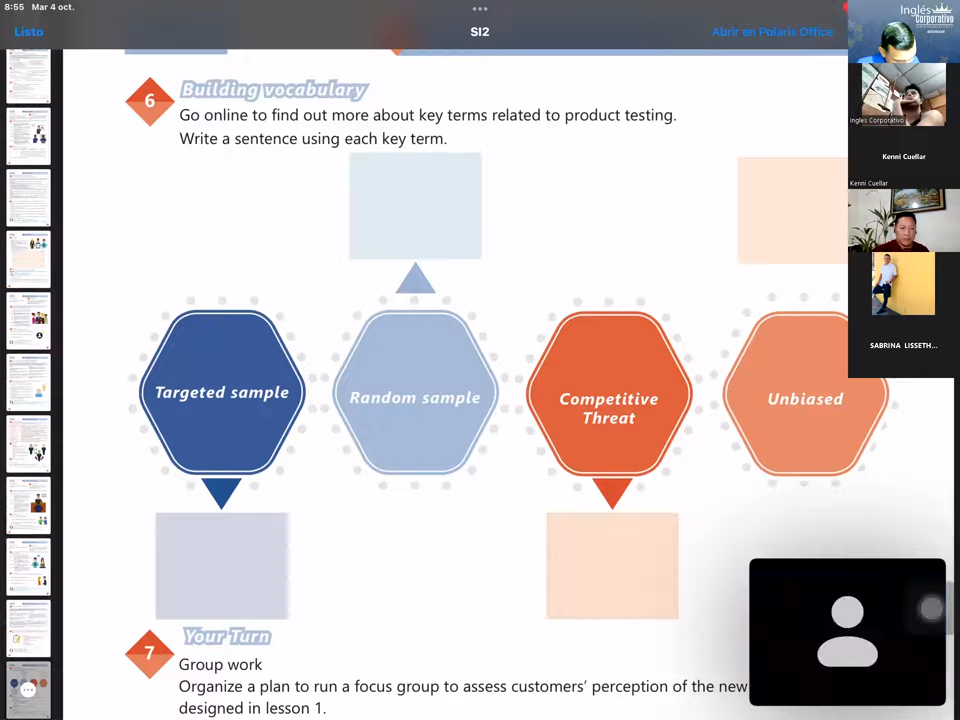 8:55 Mar 4 oct.
Listo
SI2
Abrir en Polaris Office
Inglés
Corporativo
Ingles Corporativo
Kenni Cuellar
Kenni Cuellar
SABRINA LISSETH...
6
Building vocabulary
Go online to find out more about key terms related to product testing.
Write a sentence using each key term.
Targeted sample
Random sample
Competitive
Threat
Unbiased
7
Your Turn
Group work
Organize a plan to run a focus group to assess customers' perception of the new
designed in lesson 1.